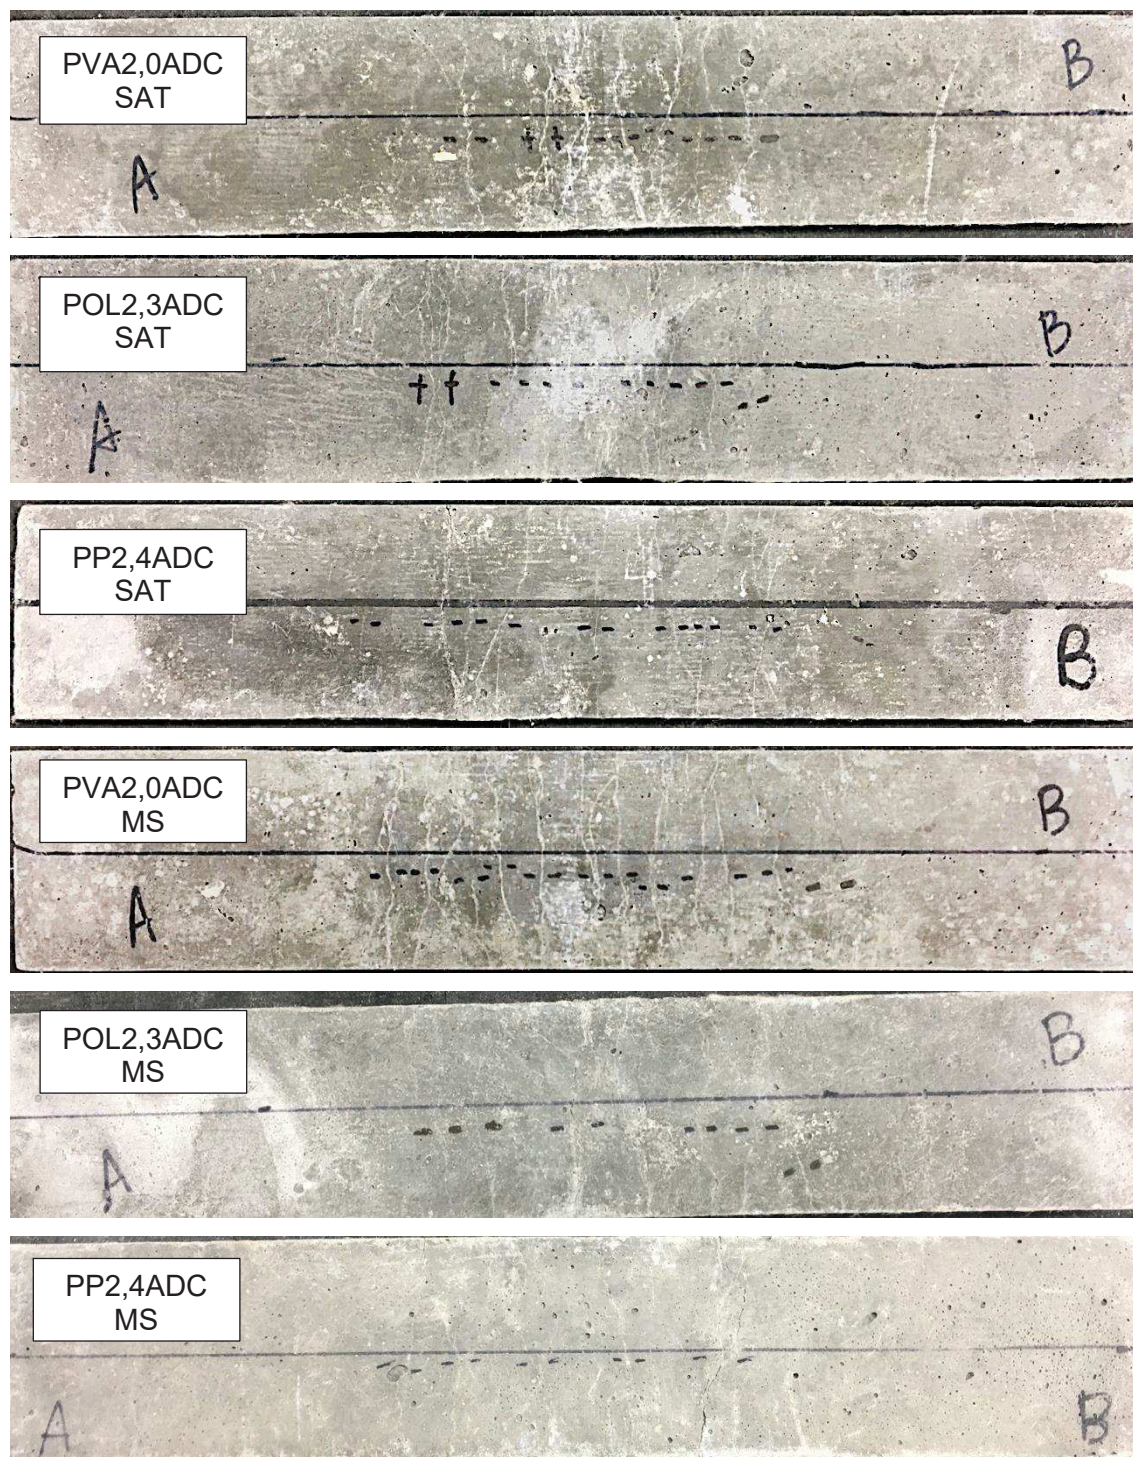 PVA2,0ADC
SAT
B
A
POL2,3ADC
SAT
B
A
PP2,4ADC
SAT
B
PVA2,0ADC
MS
B
A
POL2,3ADC
MS
B
A
PP2,4ADC
MS
A
B